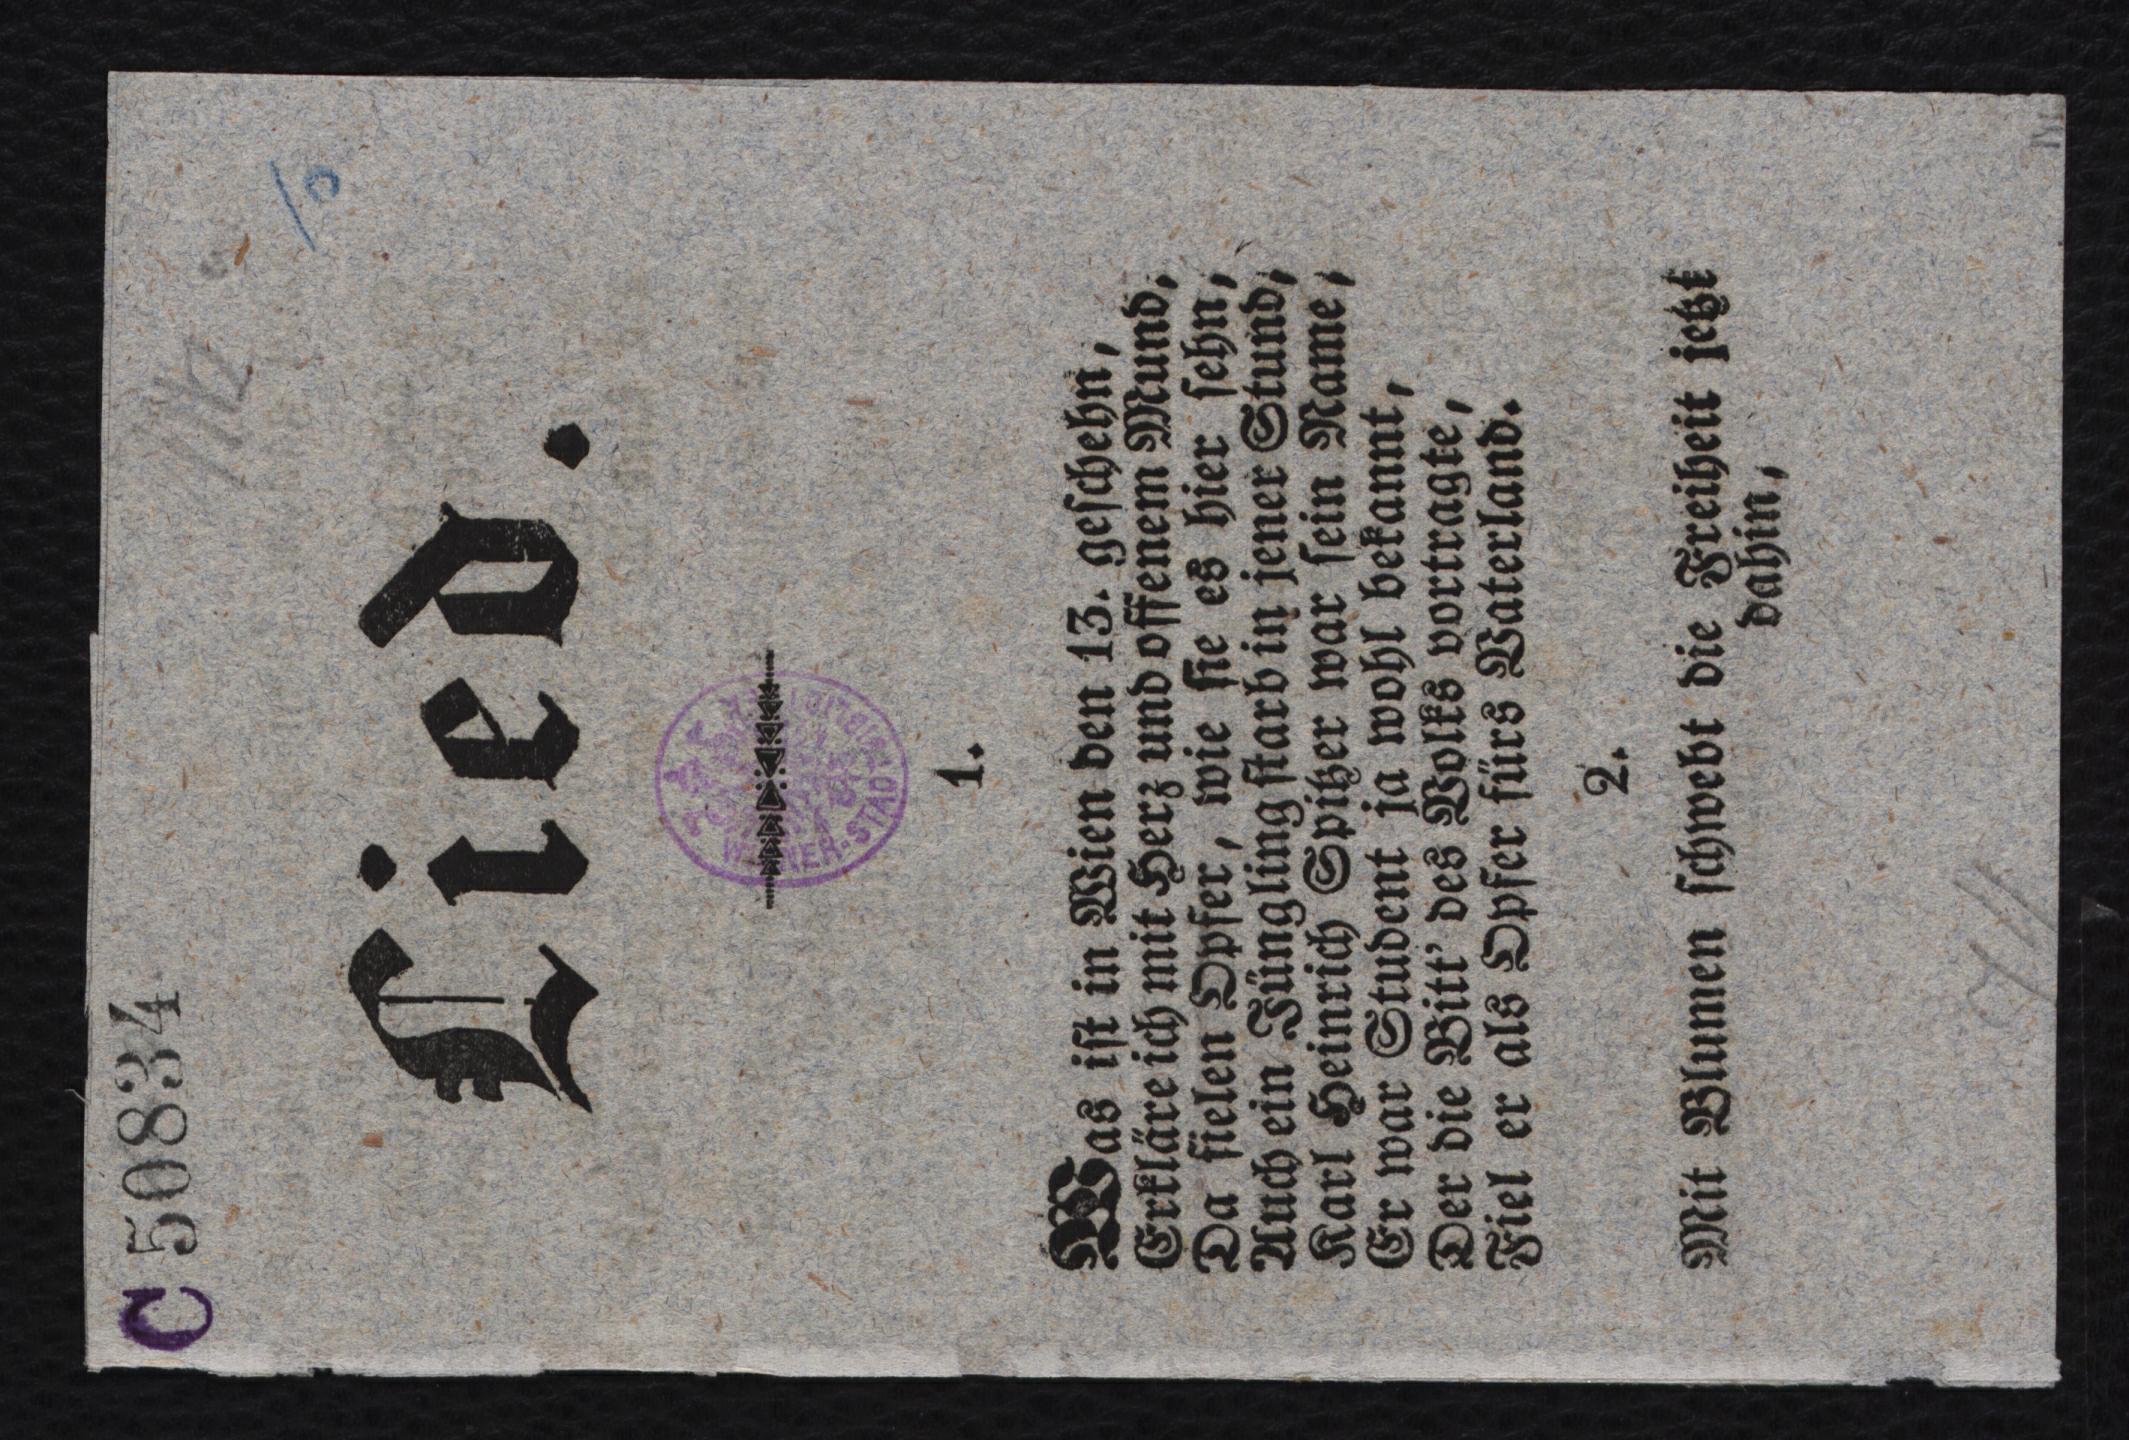 C 50834
10
Lied.
WIENER-STADT
1.
Was ist in Wien den 13. geschehn,
Erkläre ich mit Herz und offenem Mund,
Da fielen Opfer, wie sie es hier sehn,
Auch ein Jüngling starb in jener Stund,
Karl Heinrich Spitzer war sein Name,
Er war Student ja wohl bekannt,
Der die Bitt' des Volks vortragte,
Fiel er als Opfer fürs Vaterland.
2.
Mit Blumen schwebt die Freiheit jetzt
dahin,